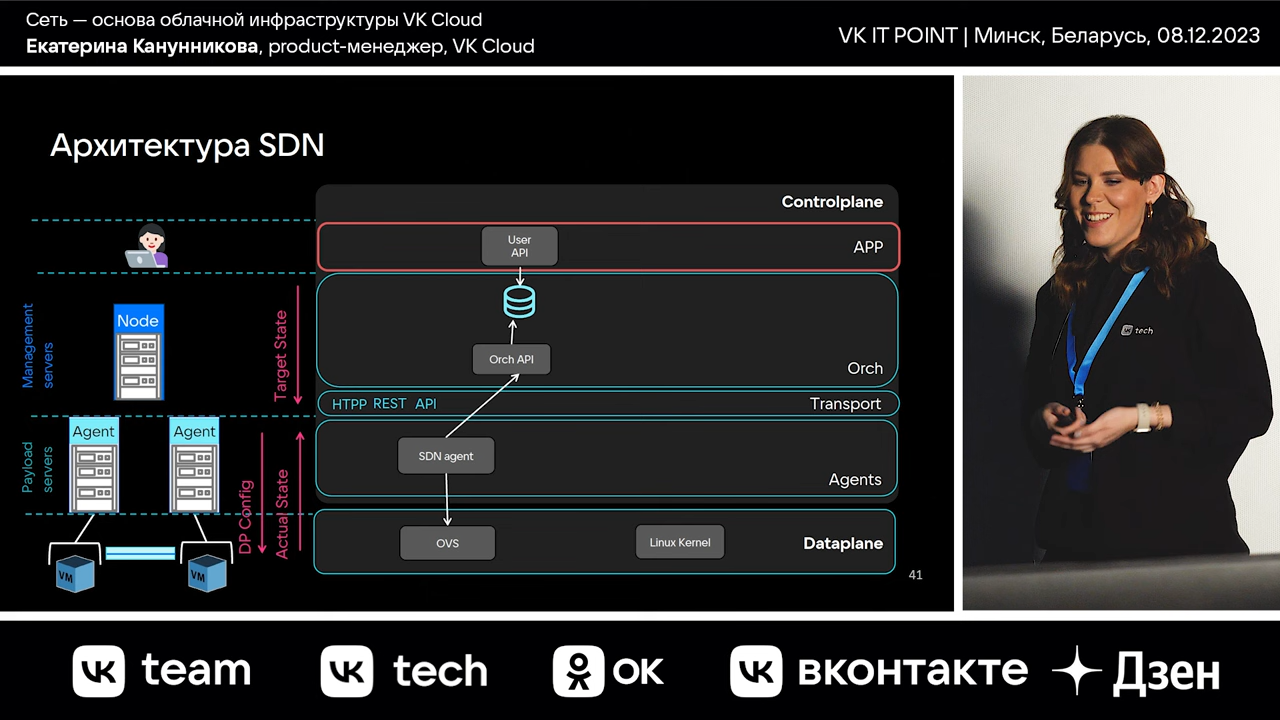 Сеть — основа облачной инфраструктуры VK Cloud
Екатерина Канунникова, product-менеджер, VK Cloud
VK IT POINT | Минск, Беларусь, 08.12.2023
Архитектура SDN
Controlplane
User
API
APP
Management
servers
Node
Target State
Orch API
Orch
HTPP REST API
Transport
Payload
servers
Agent
Agent
DP Config
Actual State
SDN agent
Agents
VM
VM
OVS
Linux Kernel
Dataplane
41
tech
team
tech
ок
вконтакте
Дзен